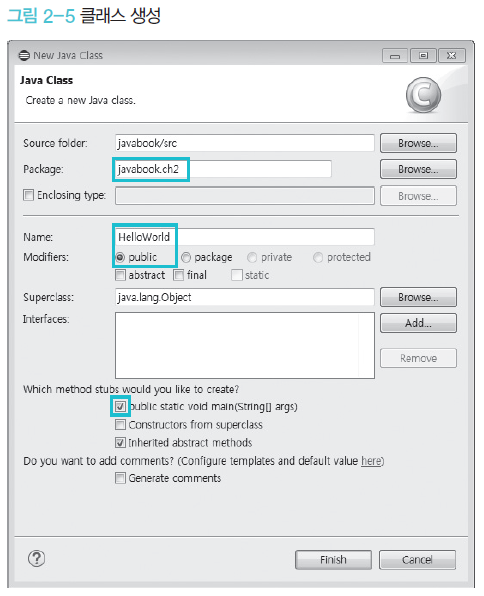 그림 2-5 클래스 생성
New Java Class
Java Class
Create a new Java class.
C
Source folder: javabook/src Browse...
Package: javabook.ch2 Browse...
Enclosing type: Browse...
Name: HelloWorld
Modifiers: public package private protected
abstract final static
Superclass: java.lang.Object Browse...
Interfaces: Add...
Remove
Which method stubs would you like to create?
public static void main(String[] args)
Constructors from superclass
Inherited abstract methods
Do you want to add comments? (Configure templates and default value here)
Generate comments
? Finish Cancel